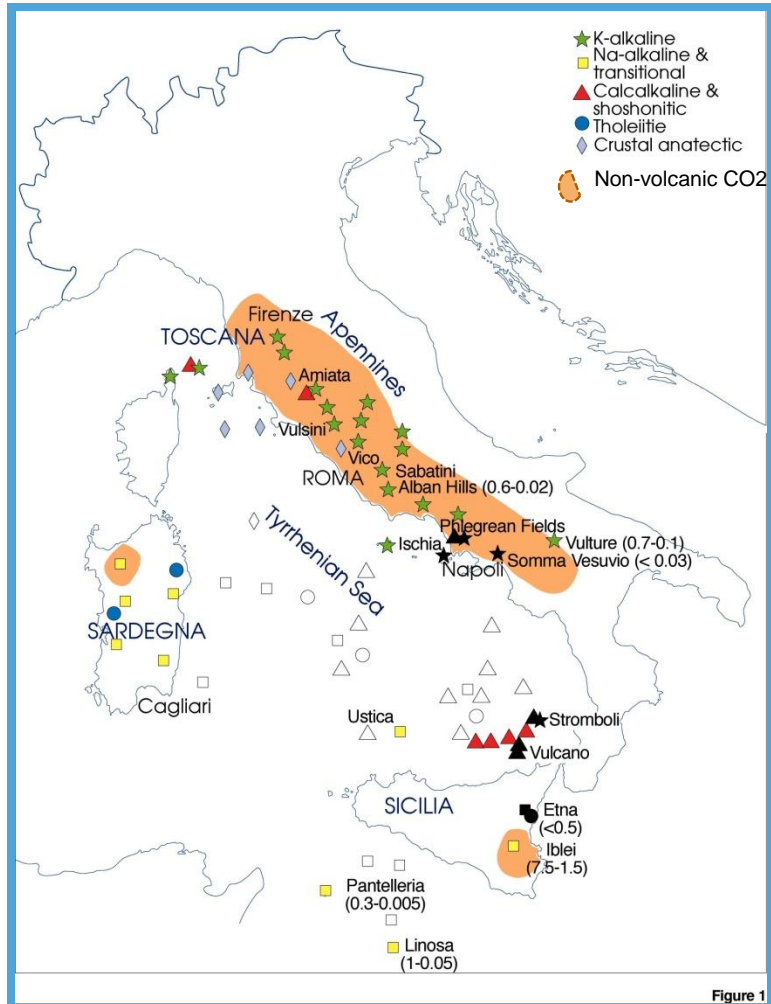 K-alkaline
Na-alkaline &
transitional
Calcalkaline &
shoshonitic
Tholeiitie
Crustal anatectic
Non-volcanic CO2
Firenze
Apennines
TOSCANA
Amiata
Vulsini
Vico
ROMA
Sabatini
Alban Hills (0.6-0.02)
Tyrrhenian Sea
Phlegrean Fields
Ischia
Vulture (0.7-0.1)
Napoli
Somma
Vesuvio (< 0.03)
SARDEGNA
Cagliari
Ustica
Stromboli
Vulcano
SICILIA
Etna
(<0.5)
Iblei
(7.5-1.5)
Pantelleria
(0.3-0.005)
Linosa
(1-0.05)
Figure 1